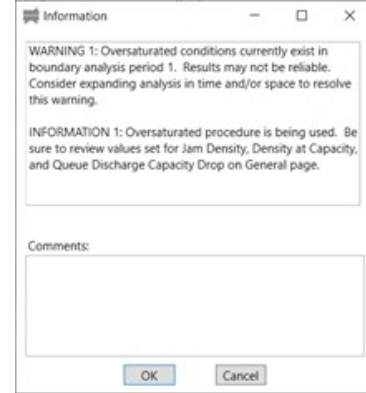 Information
WARNING 1: Oversaturated conditions currently exist in
boundary analysis period 1. Results may not be reliable.
Consider expanding analysis in time and/or space to resolve
this warning.
INFORMATION 1: Oversaturated procedure is being used. Be
sure to review values set for Jam Density, Density at Capacity,
and Queue Discharge Capacity Drop on General page.
Comments:
OK Cancel